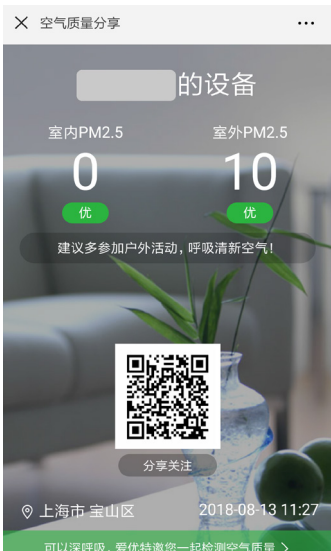 空气质量分享
的设备
室内PM2.5
室外PM2.5
0
10
优
优
建议多参加户外活动，呼吸清新空气！
分享关注
上海市 宝山区
2018-08-13 11:27
可以深呼吸，爱优特邀您一起检测空气质量